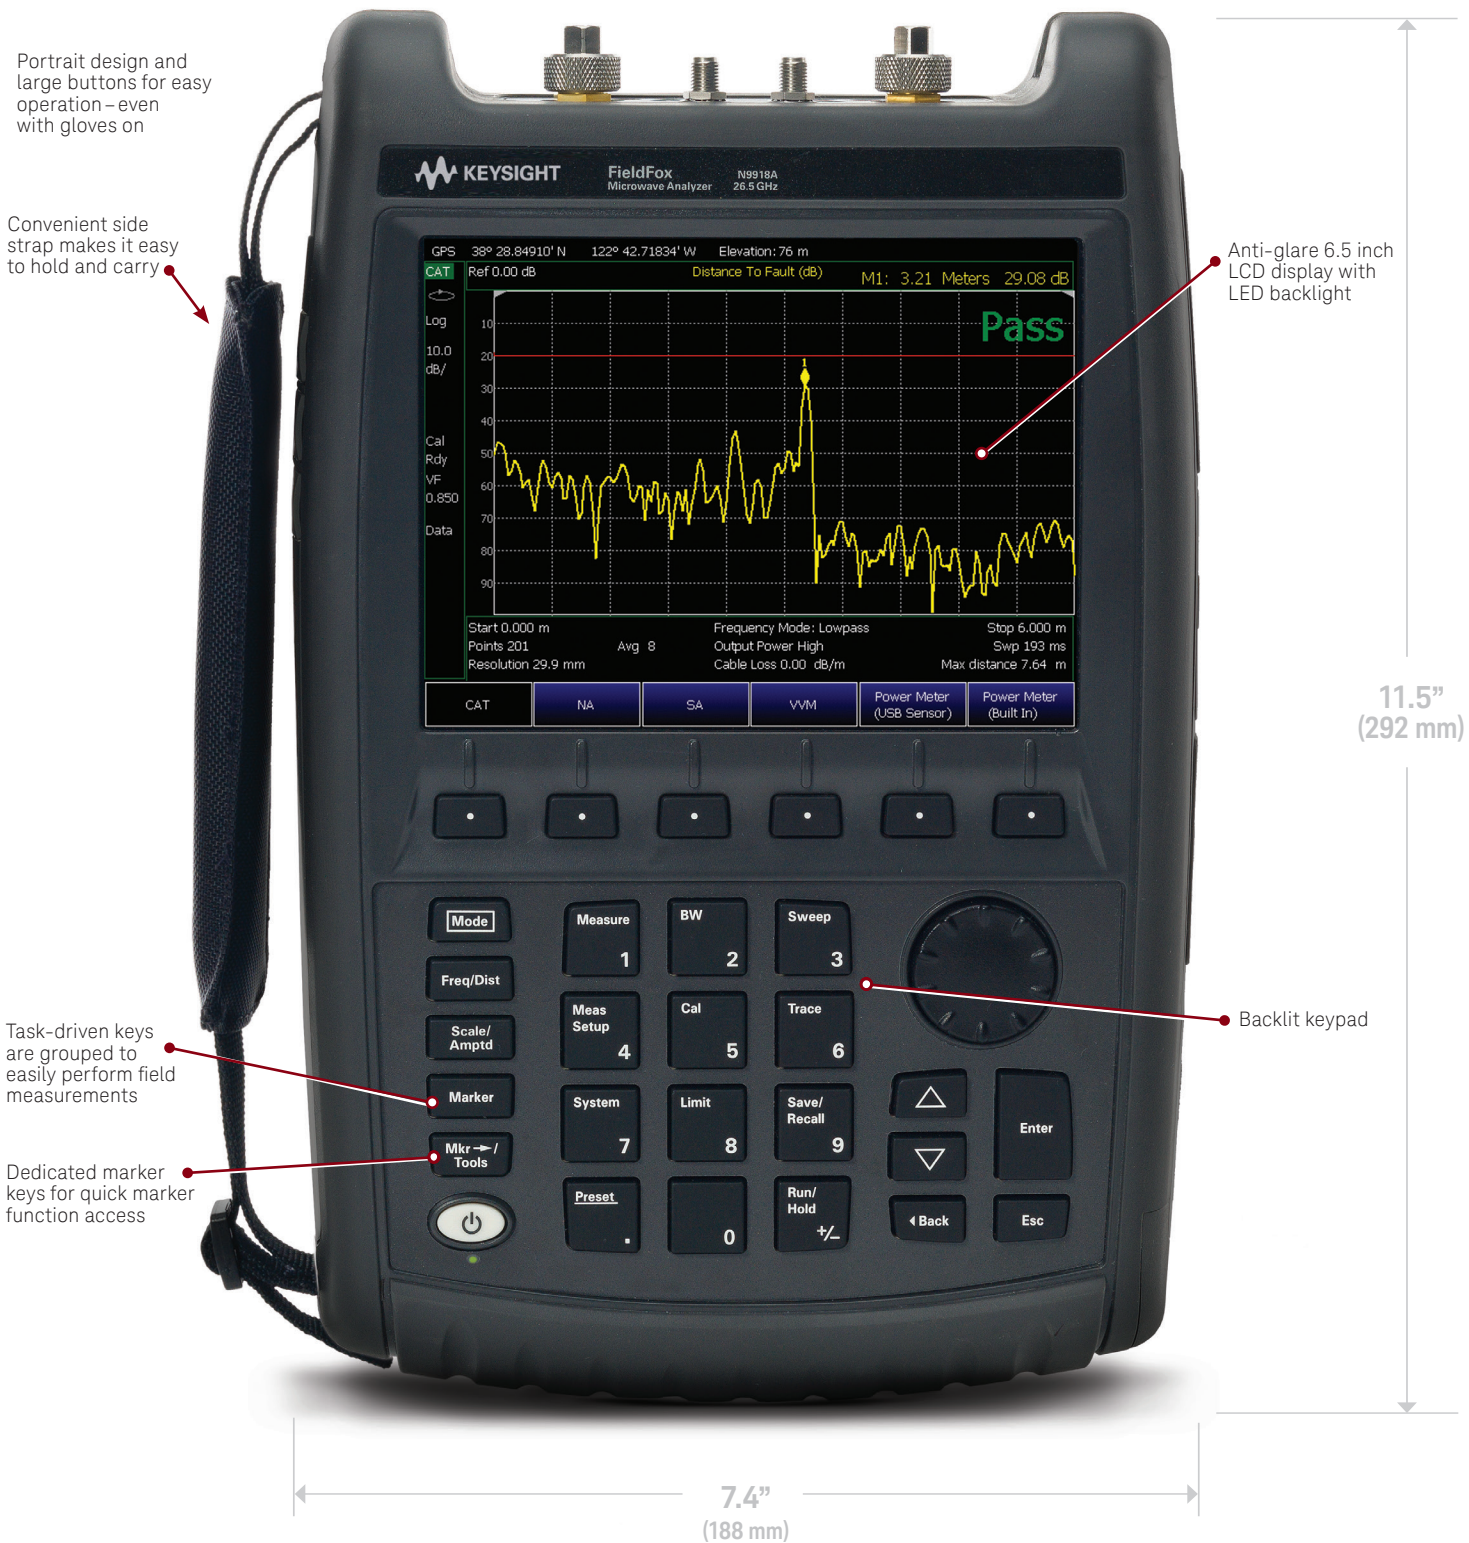 Portrait design and
large buttons for easy
operation – even
with gloves on
Convenient side
strap makes it easy
to hold and carry
KEYSIGHT
FieldFox
Microwave Analyzer
N9918A
26.5 GHz
GPS 38º 28.84910' N 122º 42.71834' W Elevation: 76 m
CAT
Ref 0.00 dB
Distance To Fault (dB)
M1: 3.21 Meters 29.08 dB
Pass
Log
10.0
dB/
Cal
Rdy
VF
0.850
Data
10
20
30
40
50
60
70
80
90
1
Start 0.000 m Frequency Mode: Lowpass Stop 6.000 m
Points 201 Avg 8 Output Power High Swp 193 ms
Resolution 29.9 mm Cable Loss 0.00 dB/m Max distance 7.64 m
CAT
NA
SA
VVM
Power Meter
(USB Sensor)
Power Meter
(Built In)
Anti-glare 6.5 inch
LCD display with
LED backlight
11.5”
(292 mm)
Mode
Freq/Dist
Scale/
Amptd
Marker
Mkr → /
Tools
Measure
1
BW
2
Sweep
3
Meas
Setup
4
Cal
5
Trace
6
System
7
Limit
8
Save/
Recall
9
Preset
.
0
Run/
Hold
+/−
Enter
Back
Esc
Backlit keypad
Task-driven keys
are grouped to
easily perform field
measurements
Dedicated marker
keys for quick marker
function access
7.4”
(188 mm)